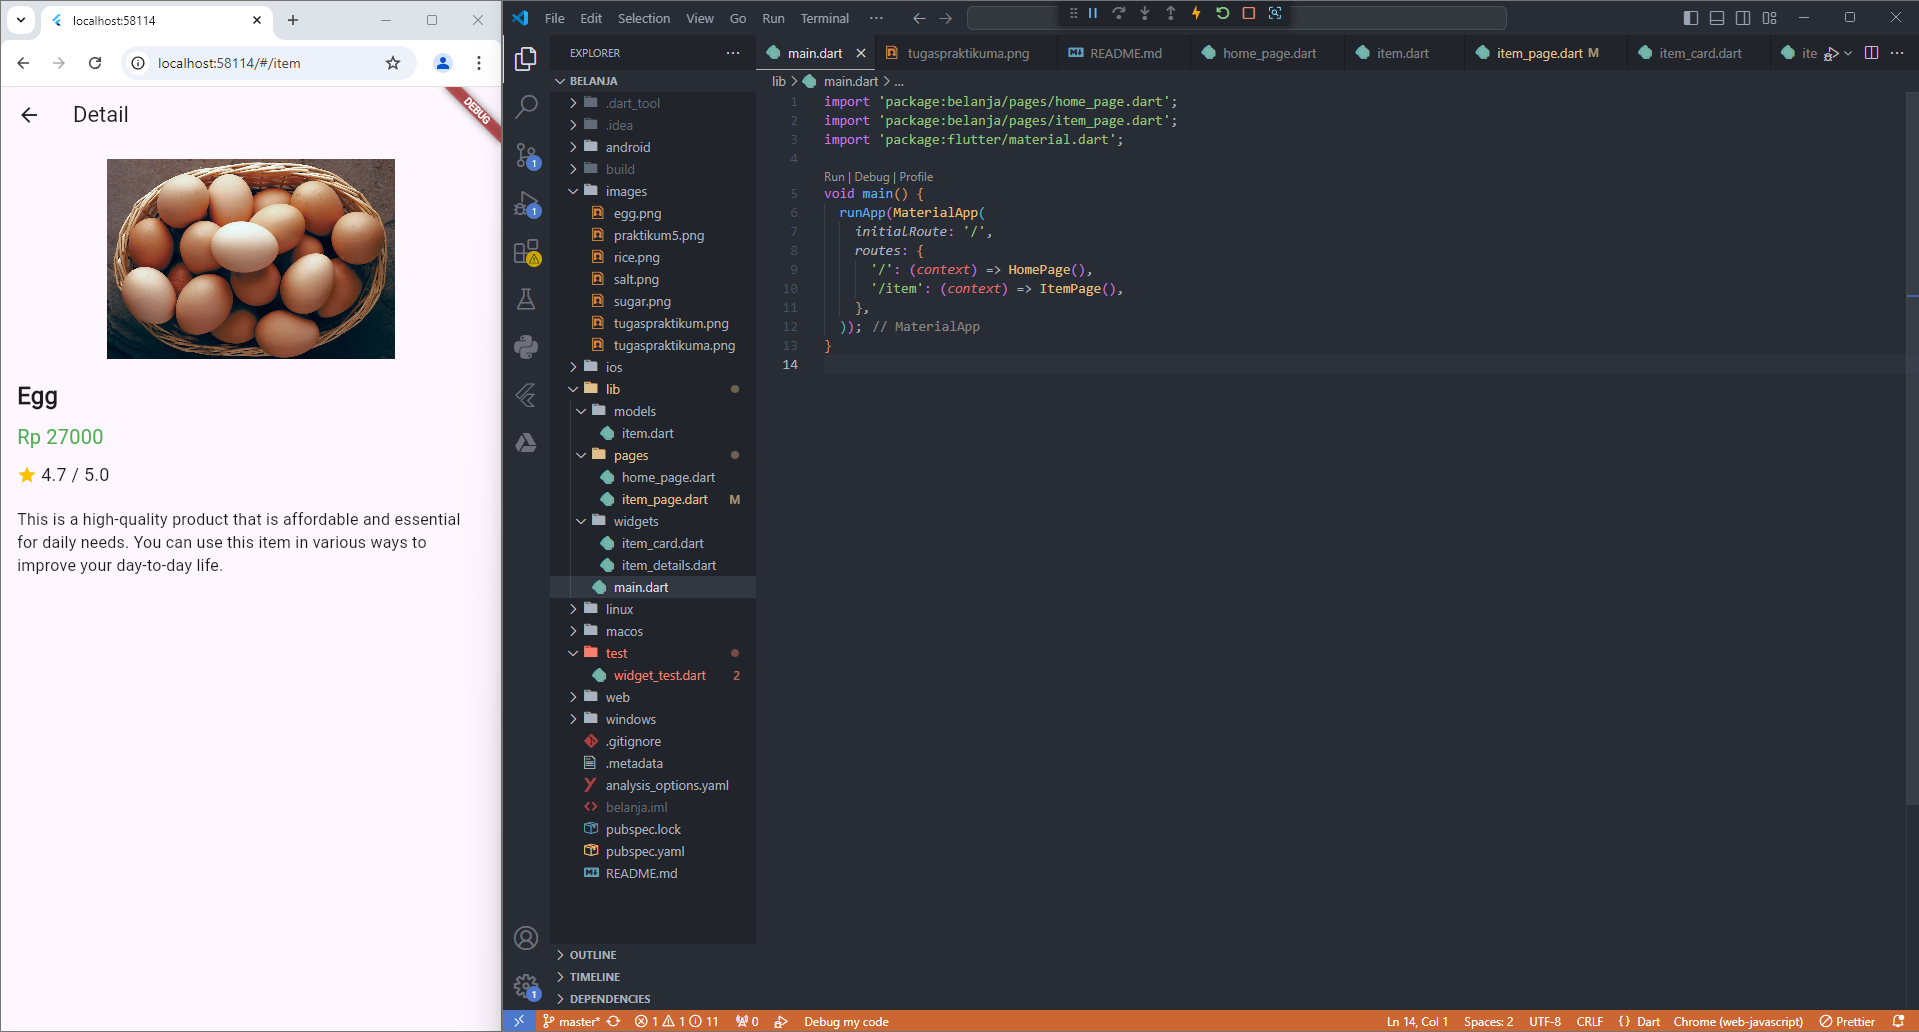 localhost:58114
localhost:58114/#/item
Detail
DEBUG
Egg
Rp 27000
4.7 / 5.0
This is a high-quality product that is affordable and essential
for daily needs. You can use this item in various ways to
improve your day-to-day life.
File Edit Selection View Go Run Terminal ...
EXPLORER ...
BELANJA
.dart_tool
.idea
android
build
images
egg.png
praktikum5.png
rice.png
salt.png
sugar.png
tugaspraktikum.png
tugaspraktikuma.png
ios
lib
models
item.dart
pages
home_page.dart
item_page.dart M
widgets
item_card.dart
item_details.dart
main.dart
linux
macos
test
widget_test.dart 2
web
windows
.gitignore
.metadata
analysis_options.yaml
belanja.iml
pubspec.lock
pubspec.yaml
README.md
OUTLINE
TIMELINE
DEPENDENCIES
1
1
1
main.dart tugaspraktikuma.png README.md home_page.dart item.dart item_page.dart M item_card.dart ite ...
lib > main.dart > ...
1 import 'package:belanja/pages/home_page.dart';
2 import 'package:belanja/pages/item_page.dart';
3 import 'package:flutter/material.dart';
4
Run | Debug | Profile
5 void main() {
6 runApp(MaterialApp(
7 initialRoute: '/',
8 routes: {
9 '/': (context) => HomePage(),
10 '/item': (context) => ItemPage(),
11 },
12 )); // MaterialApp
13 }
14
master* 1 1 11 0 Debug my code
Ln 14, Col 1 Spaces: 2 UTF-8 CRLF {} Dart Chrome (web-javascript) Prettier